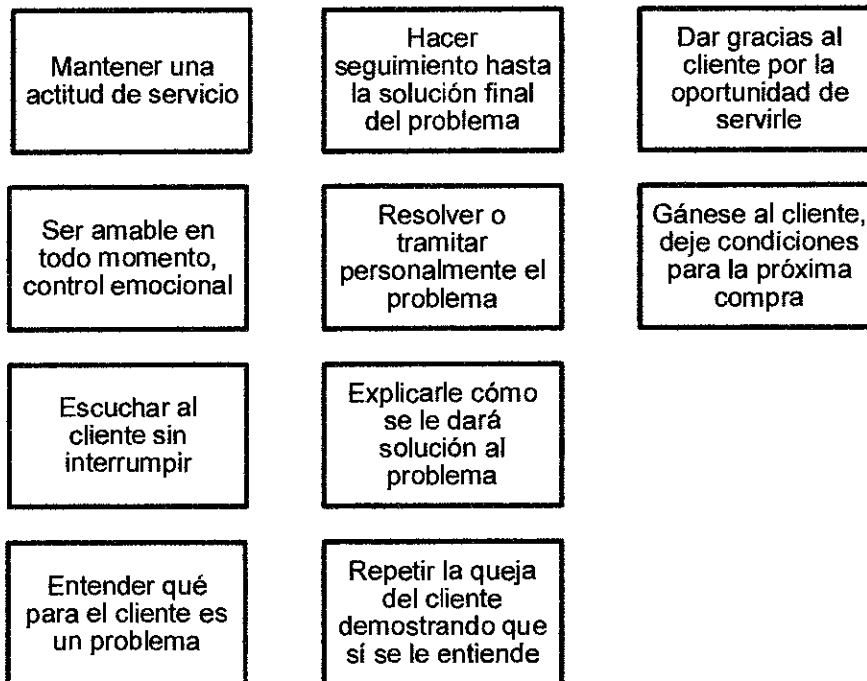 Mantener una
actitud de servicio
Ser amable en
todo momento,
control emocional
Escuchar al
cliente sin
interrumpir
Entender qué
para el cliente es
un problema
Repetir la queja
del cliente
demostrando que
sí se le entiende
Explicarle cómo
se le dará
solución al
problema
Resolver o
tramitar
personalmente el
problema
Hacer
seguimiento hasta
la solución final
del problema
Dar gracias al
cliente por la
oportunidad de
servirle
Gánese al cliente,
deje condiciones
para la próxima
compra